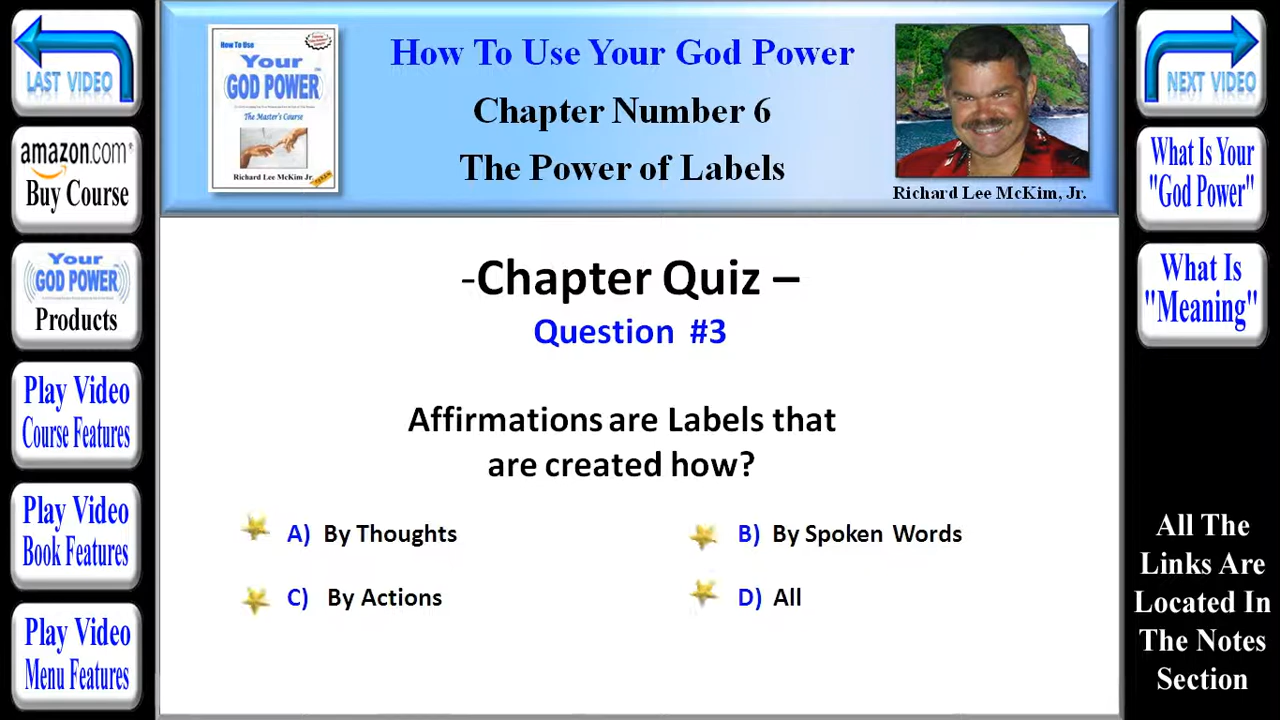 LAST VIDEO
amazon.com
Buy Course
Your
GOD POWER
Products
Play Video
Course Features
Play Video
Book Features
Play Video
Menu Features
How To Use
Your
GOD POWER
The Master's Course
Richard Lee McKim Jr.
How To Use Your God Power
Chapter Number 6
The Power of Labels
Richard Lee McKim, Jr.
-Chapter Quiz –
Question #3
Affirmations are Labels that
are created how?
A) By Thoughts
B) By Spoken Words
C) By Actions
D) All
NEXT VIDEO
What Is Your
"God Power"
What Is
"Meaning"
All The
Links Are
Located In
The Notes
Section